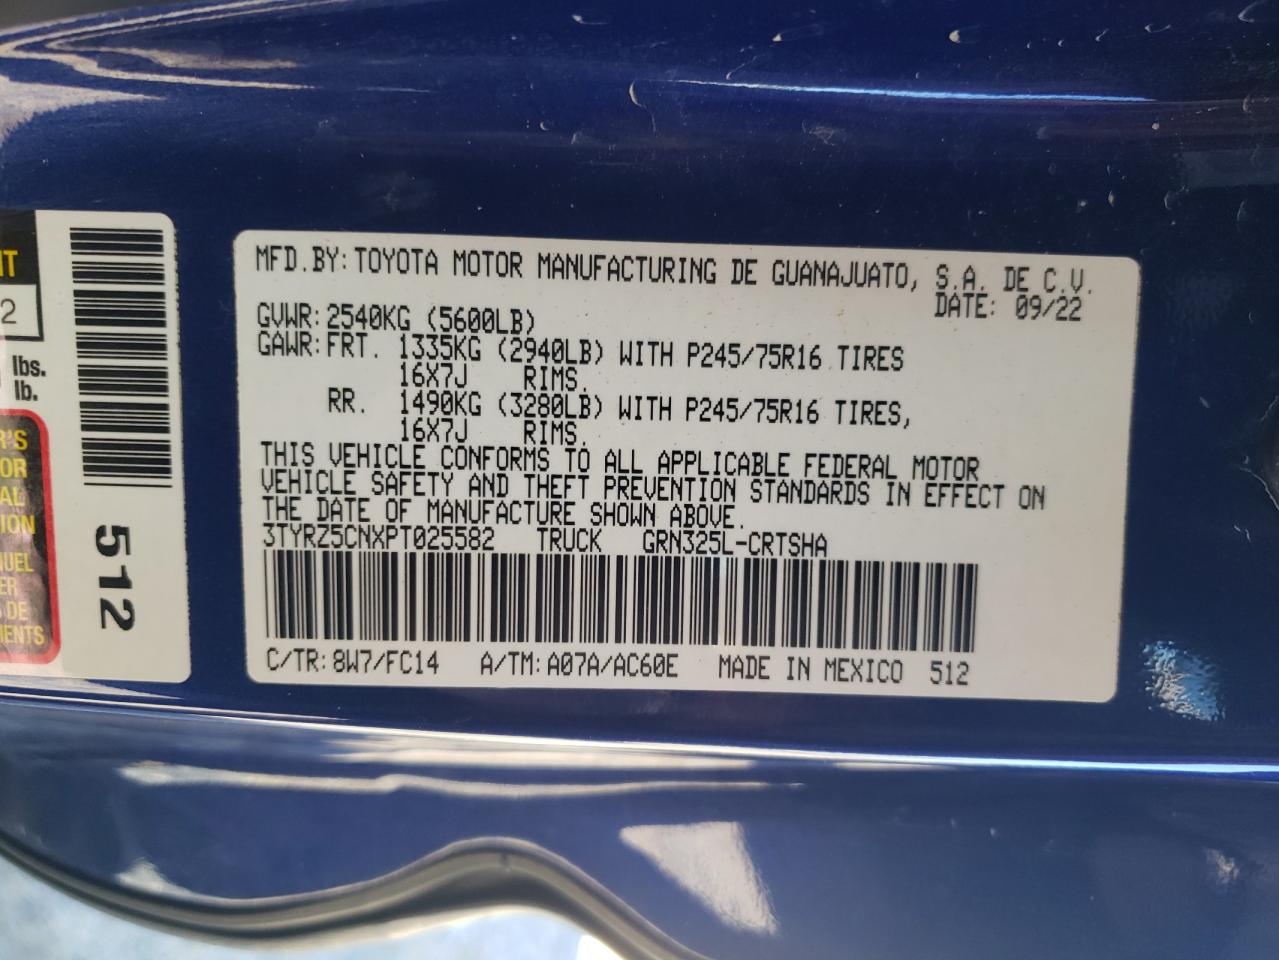 MFD.BY: TOYOTA MOTOR MANUFACTURING DE GUANAJUATO, S.A. DE C.V.
DATE: 09/22
GVWR: 2540KG (5600LB)
GAWR: FRT. 1335KG (2940LB) WITH P245/75R16 TIRES
16X7J RIMS.
RR. 1490KG (3280LB) WITH P245/75R16 TIRES,
16X7J RIMS.
THIS VEHICLE CONFORMS TO ALL APPLICABLE FEDERAL MOTOR
VEHICLE SAFETY AND THEFT PREVENTION STANDARDS IN EFFECT ON
THE DATE OF MANUFACTURE SHOWN ABOVE.
3TYRZ5CNXPT025582 TRUCK GRN325L-CRTSHA
C/TR: 8W7/FC14 A/TM: A07A/AC60E MADE IN MEXICO 512
2
lbs.
lb.
512
DE